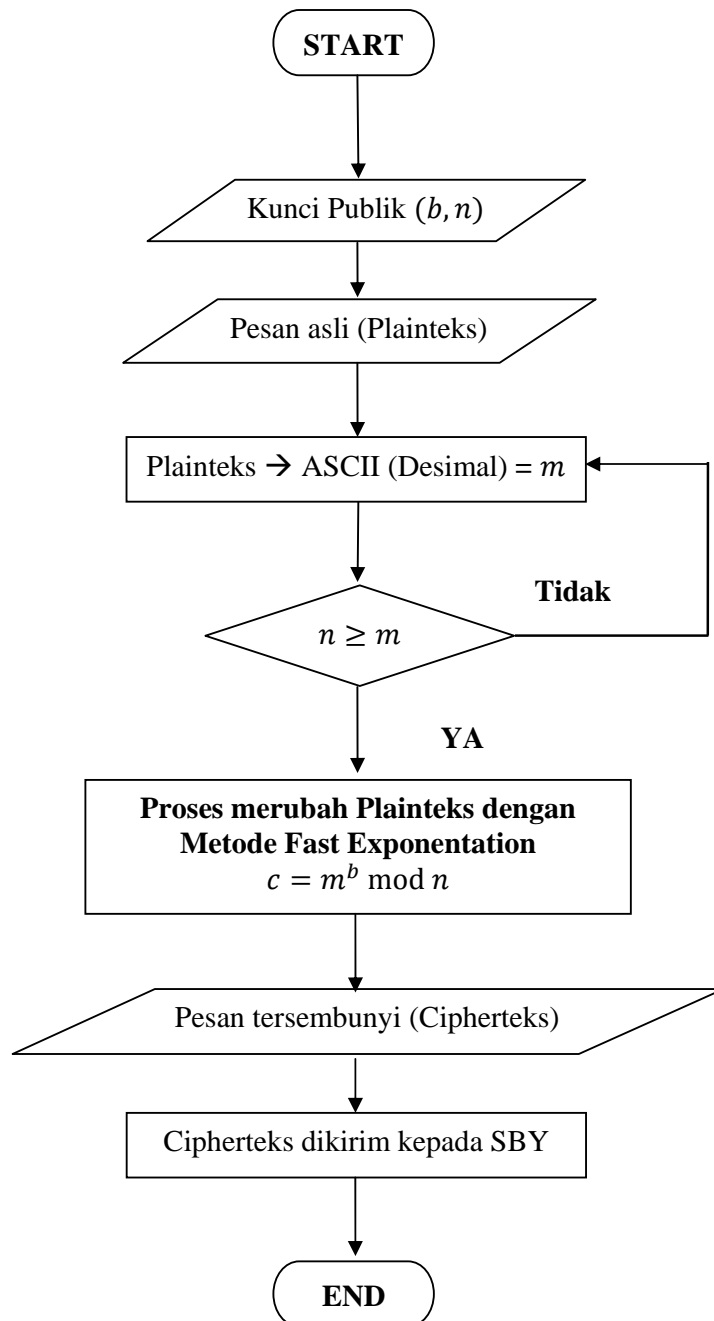 START
Kunci Publik (𝑏, 𝑛)
Pesan asli (Plainteks)
Plainteks → ASCII (Desimal) = 𝑚
Tidak
𝑛 ≥ 𝑚
YA
Proses merubah Plainteks dengan
Metode Fast Exponentation
𝑐 = 𝑚ᵇ mod 𝑛
Pesan tersembunyi (Cipherteks)
Cipherteks dikirim kepada SBY
END